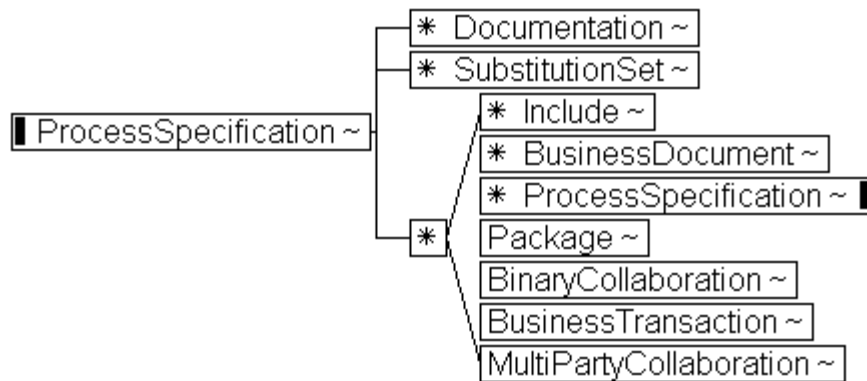 * Documentation ~
* SubstitutionSet ~
* Include ~
ProcessSpecification ~
* BusinessDocument ~
* ProcessSpecification ~
*
Package ~
BinaryCollaboration ~
BusinessTransaction ~
MultiPartyCollaboration ~